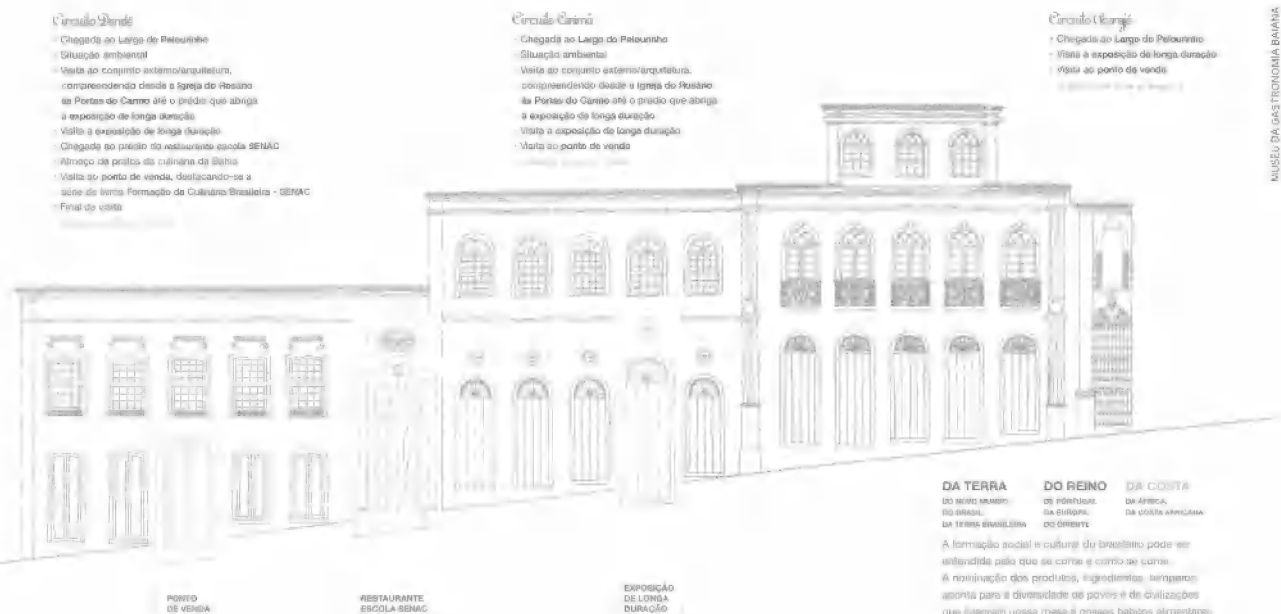 Circuito Dendê
· Chegada ao Largo do Pelourinho
· Situação ambiental
· Visita ao conjunto externo/arquitetura,
compreendendo desde a Igreja do Rosário
às Portas do Carmo até o prédio que abriga
a exposição de longa duração
· Visita a exposição de longa duração
· Chegada ao prédio do restaurante escola SENAC
· Almoço de pratos da culinária da Bahia
· Visita ao ponto de venda, destacando-se a
série de livros Formação da Culinária Brasileira - SENAC
· Final da visita
Circuito Carimã
· Chegada ao Largo do Pelourinho
· Situação ambiental
· Visita ao conjunto externo/arquitetura,
compreendendo desde a Igreja do Rosário
às Portas do Carmo até o prédio que abriga
a exposição de longa duração
· Visita a exposição de longa duração
· Visita ao ponto de venda
Circuito Acarajé
· Chegada ao Largo do Pelourinho
· Visita a exposição de longa duração
· Visita ao ponto de venda
MUSEU DA GASTRONOMIA BAIANA
PONTO
DE VENDA
RESTAURANTE
ESCOLA SENAC
EXPOSIÇÃO
DE LONGA
DURAÇÃO
DA TERRA
DO NOVO MUNDO
DO BRASIL
DA TERRA BRASILEIRA
DO REINO
DE PORTUGAL
DA EUROPA
DO ORIENTE
DA COSTA
DA ÁFRICA
DA COSTA AFRICANA
A formação social e cultural do brasileiro pode ser
entendida pelo que se come e como se come.
A nominação dos produtos, ingredientes, temperos
aponta para a diversidade de povos e de civilizações
que integram nossa mesa e nossos hábitos alimentares